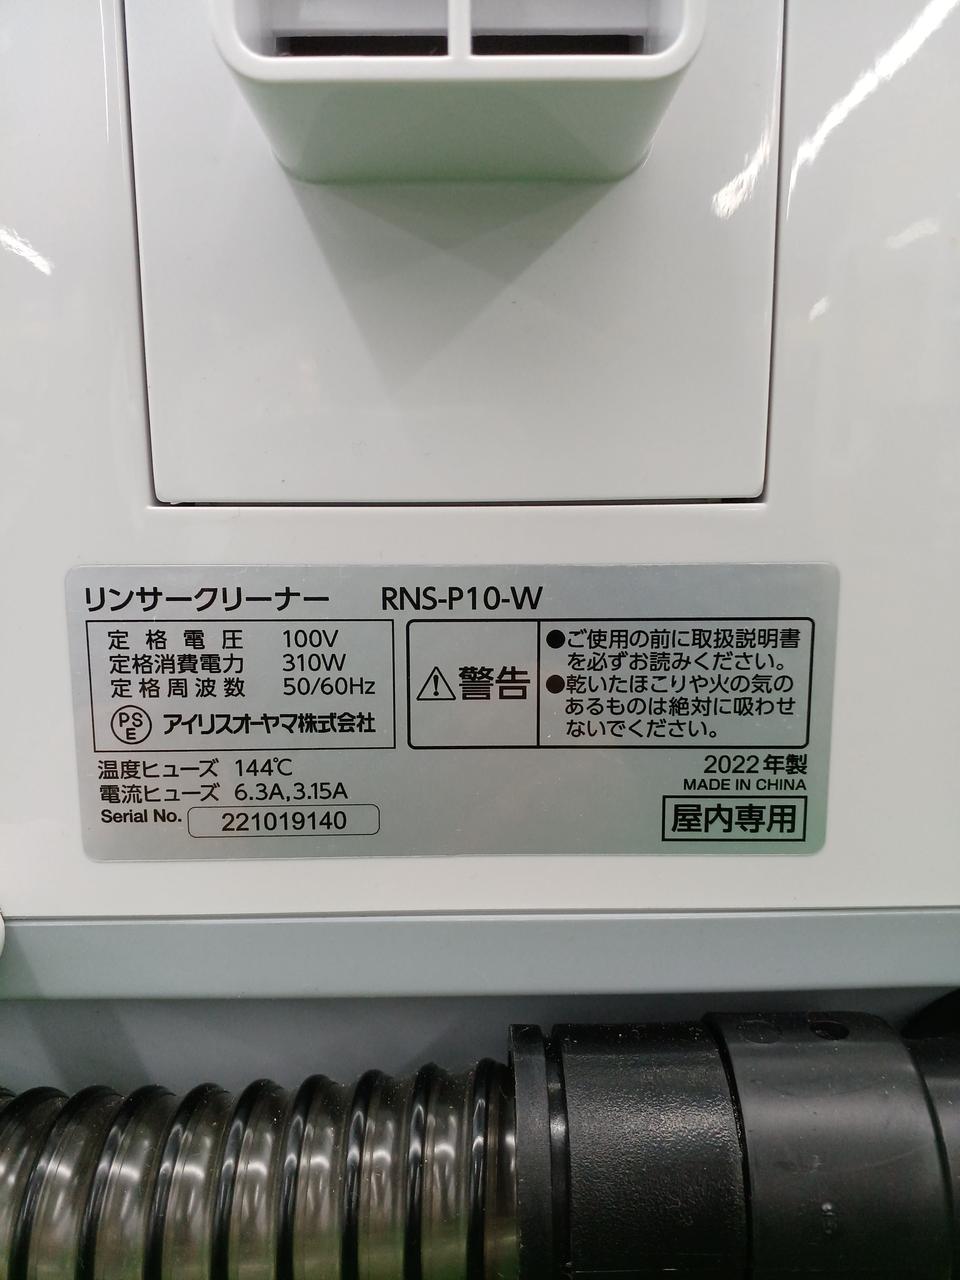 リンサークリーナー RNS-P10-W
定格電圧 100V
定格消費電力 310W
定格周波数 50/60Hz
PSE アイリスオーヤマ株式会社
警告
●ご使用の前に取扱説明書
を必ずお読みください。
●乾いたほこりや火の気の
あるものは絶対に吸わせ
ないでください。
温度ヒューズ 144℃
電流ヒューズ 6.3A,3.15A
Serial No. 221019140
2022年製
MADE IN CHINA
屋内専用